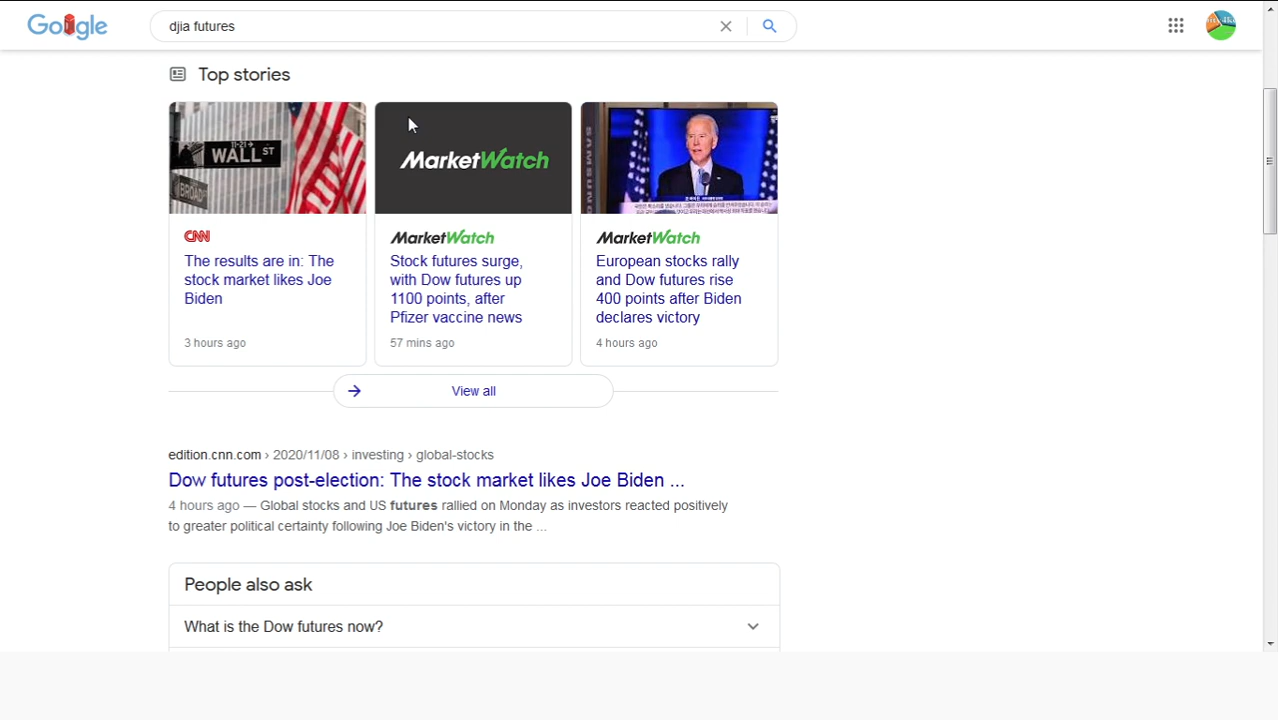 Google
djia futures
Top stories
11-21
WALL ST
BROAD
MarketWatch
SAMSUNG
CNN
The results are in: The
stock market likes Joe
Biden
3 hours ago
MarketWatch
Stock futures surge,
with Dow futures up
1100 points, after
Pfizer vaccine news
57 mins ago
MarketWatch
European stocks rally
and Dow futures rise
400 points after Biden
declares victory
4 hours ago
View all
edition.cnn.com › 2020/11/08 › investing › global-stocks
Dow futures post-election: The stock market likes Joe Biden ...
4 hours ago — Global stocks and US futures rallied on Monday as investors reacted positively
to greater political certainty following Joe Biden's victory in the ...
People also ask
What is the Dow futures now?